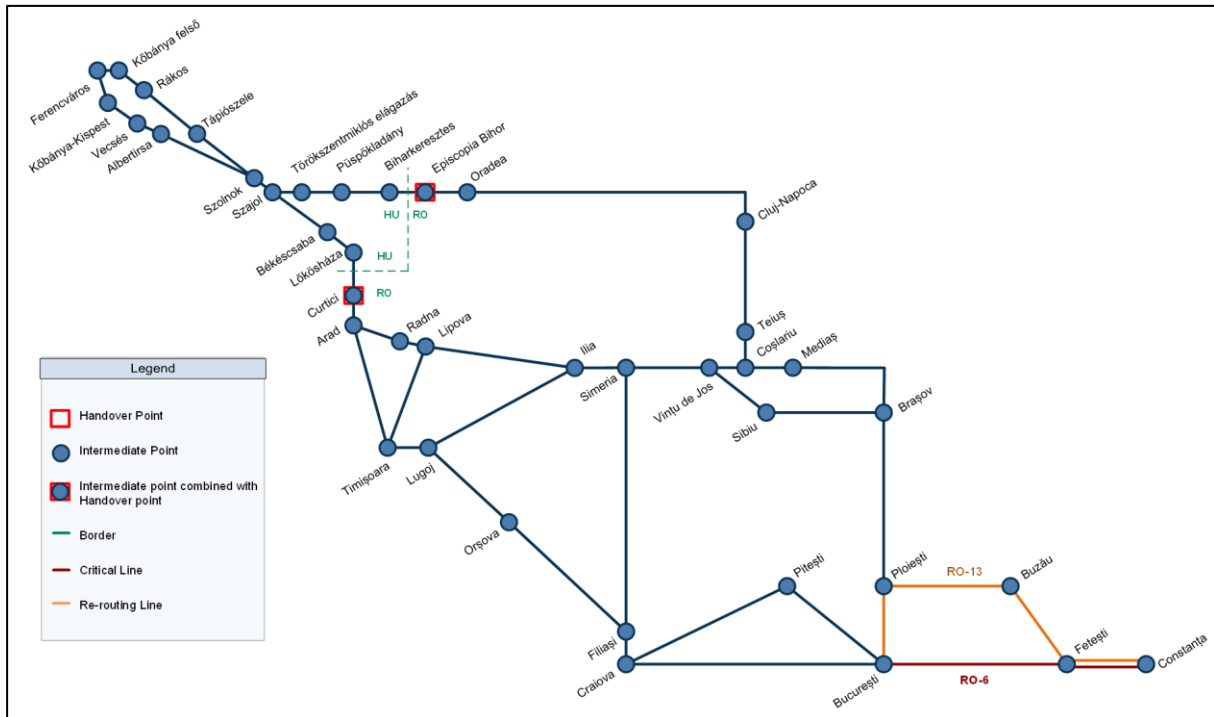 Kőbánya felső
Rákos
Ferencváros
Tápiószele
Kőbánya-Kispest
Vecsés
Albertirsa
Törökszentmiklós elágazás
Püspökladány
Biharkeresztes
Episcopia Bihor
Oradea
Szolnok
Szajol
HU
RO
Cluj-Napoca
Békéscsaba
Lőkösháza
HU
RO
Curtici
Arad
Radna
Lipova
Ilia
Simeria
Teiuș
Coșlariu
Mediaș
Vințu de Jos
Sibiu
Brașov
Legend
Handover Point
Intermediate Point
Intermediate point combined with
Handover point
Border
Critical Line
Re-routing Line
Timișoara
Lugoj
Orșova
Pitești
Ploiești
RO-13
Buzău
Filiași
Craiova
București
RO-6
Fetești
Constanța